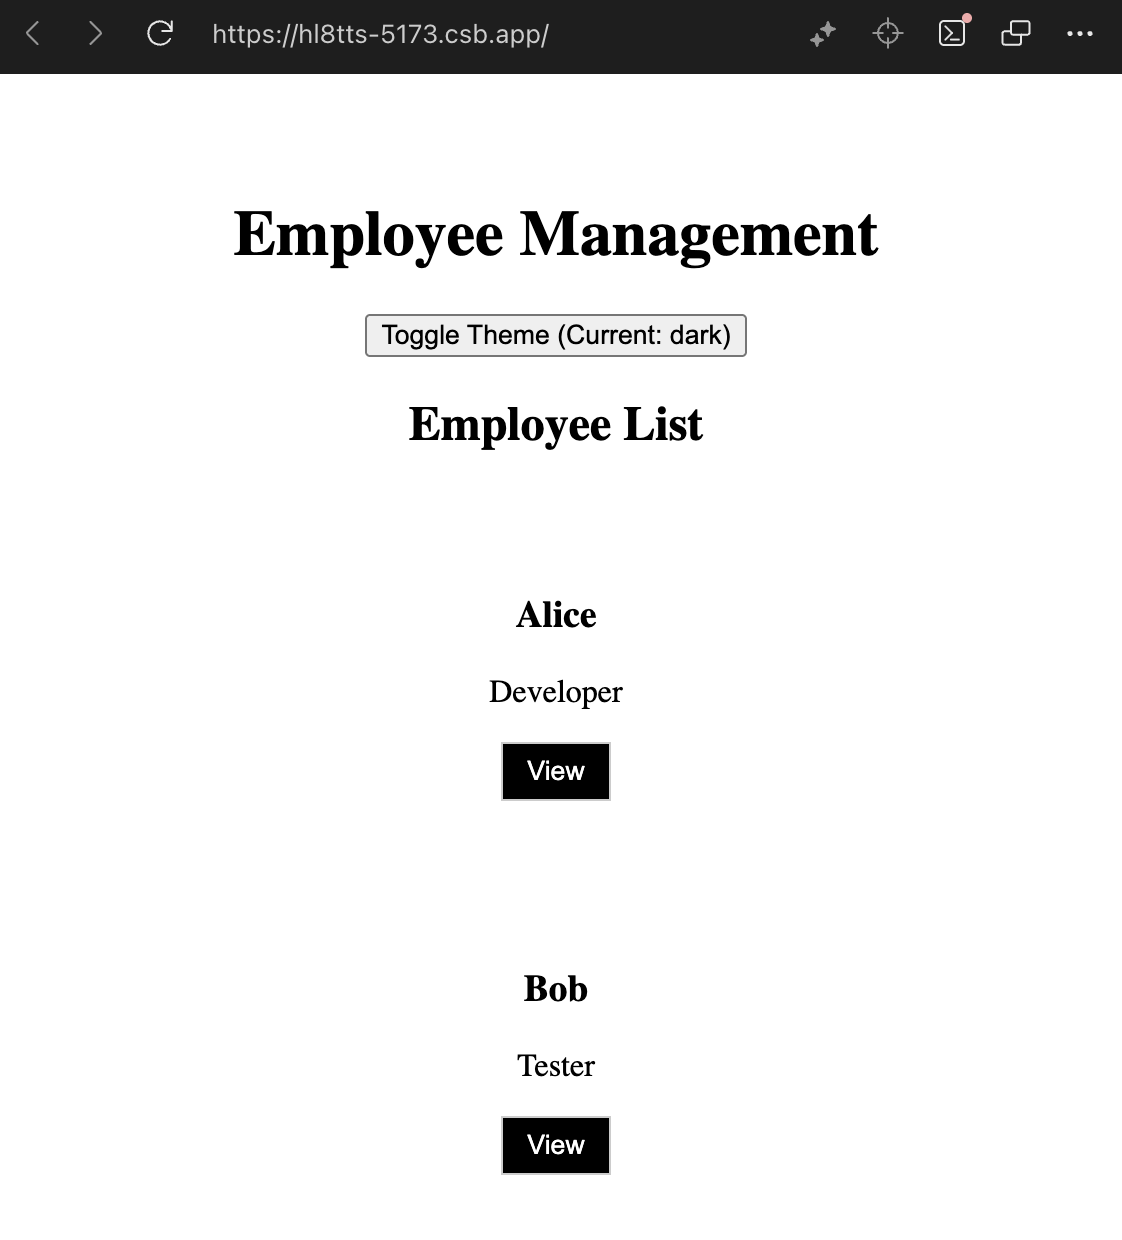 https://hl8tts-5173.csb.app/
Employee Management
Toggle Theme (Current: dark)
Employee List
Alice
Developer
View
Bob
Tester
View